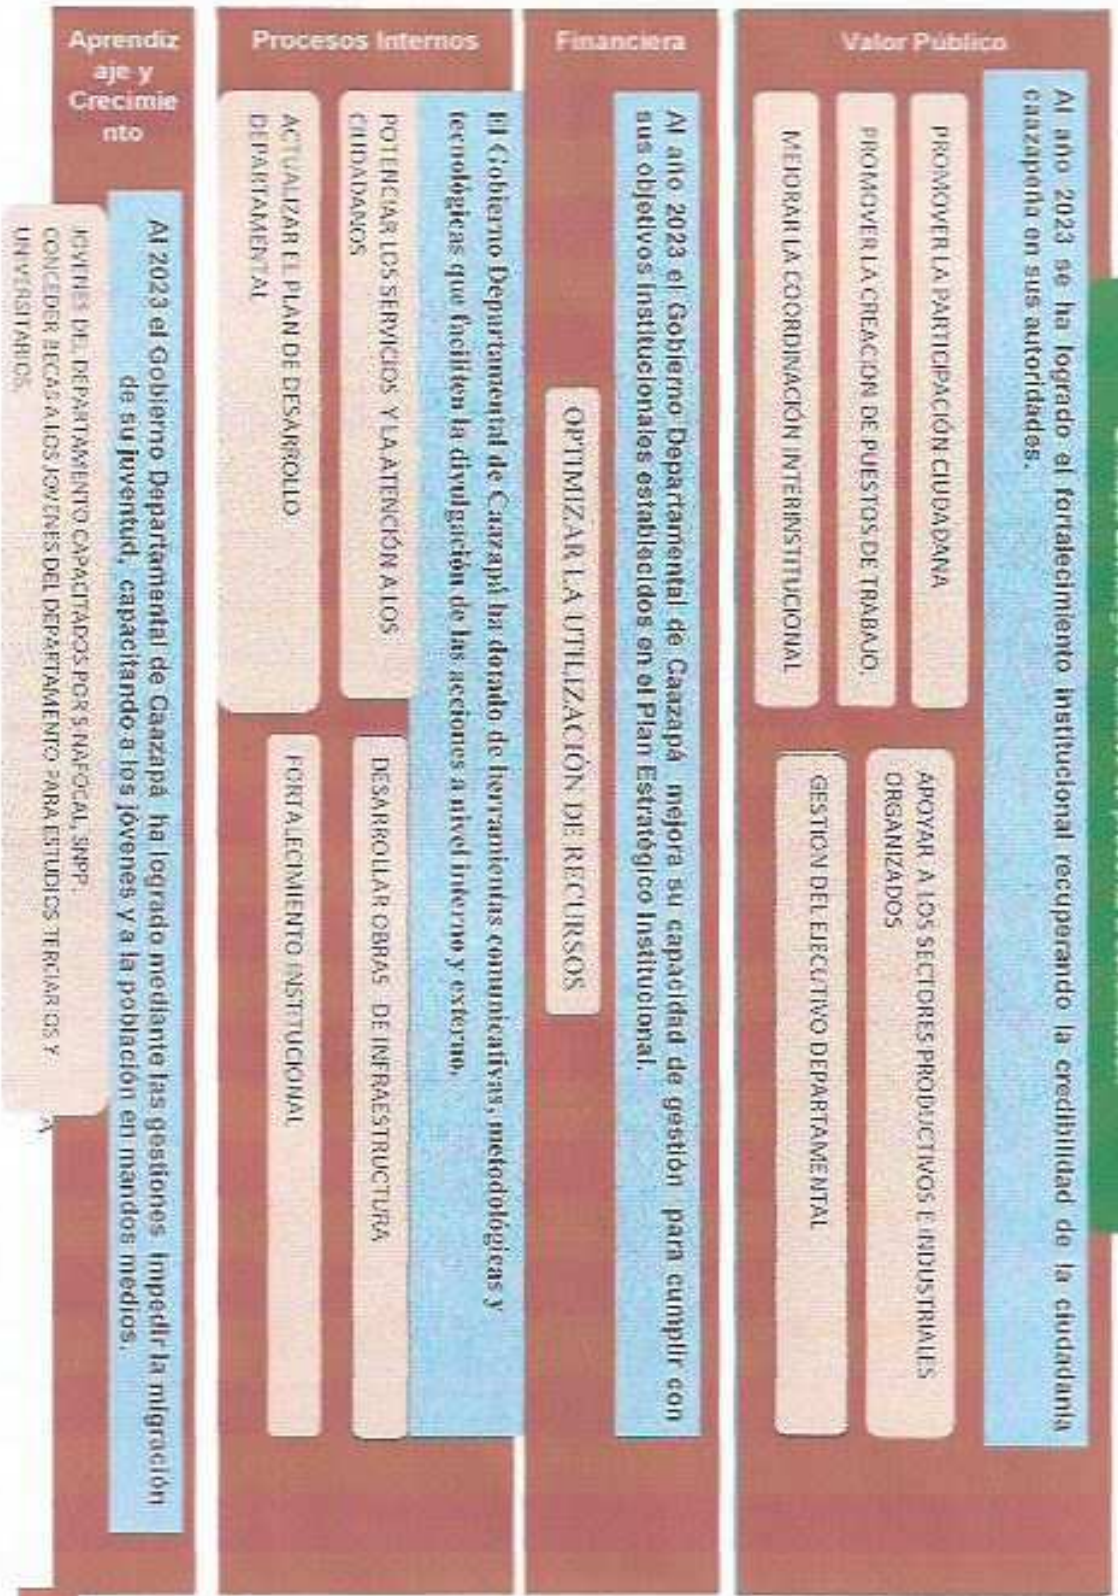 Valor Público
Al año 2023 se ha logrado el fortalecimiento institucional recuperando la credibilidad de la ciudadanía
caazapeña en sus autoridades.
PROMOVER LA PARTICIPACIÓN CIUDADANA
PROMOVER LA CREACION DE PUESTOS DE TRABAJO.
MEJORAR LA COORDINACIÓN INTERINSTITUCIONAL
APOYAR A LOS SECTORES PRODUCTIVOS E INDUSTRIALES
ORGANIZADOS
GESTION DEL EJECUTIVO DEPARTAMENTAL
Financiera
Al año 2023 el Gobierno Departamental de Caazapá mejora su capacidad de gestión para cumplir con
sus objetivos institucionales establecidos en el Plan Estratégico Institucional.
OPTIMIZAR LA UTILIZACIÓN DE RECURSOS
Procesos Internos
El Gobierno Departamental de Caazapá ha dotado de herramientas comunicativas, metodológicas y
tecnológicas que faciliten la divulgación de las acciones a nivel interno y externo.
POTENCIAR LOS SERVICIOS Y LA ATENCIÓN A LOS
CIUDADANOS
ACTUALIZAR EL PLAN DE DESARROLLO
DEPARTAMENTAL
DESARROLLAR OBRAS DE INFRAESTRUCTURA
FORTALECIMIENTO INSTITUCIONAL
Aprendiz
aje y
Crecimie
nto
Al 2023 el Gobierno Departamental de Caazapá ha logrado mediante las gestiones impedir la migración
de su juventud, capacitando a los jóvenes y a la población en mandos medios.
JOVENES DEL DEPARTAMENTO CAPACITADOS POR SINAFOCAL, SNPP.
CONCEDER BECAS A LOS JOVENES DEL DEPARTAMENTO PARA ESTUDIOS TERCIARIOS Y
UNIVERSITARIOS.
A